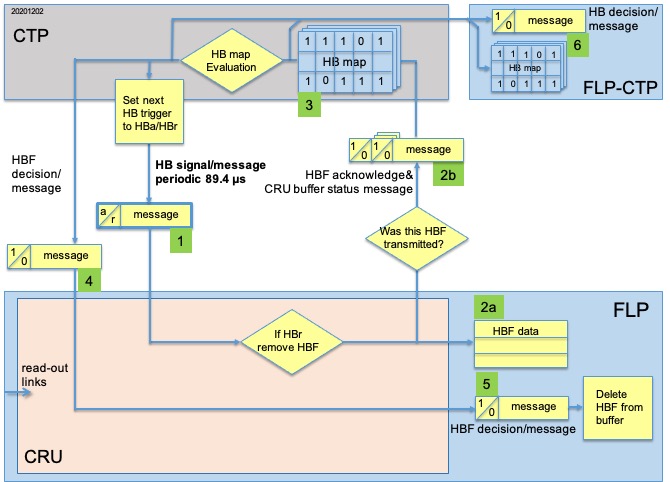 20201202
CTP
HB map
Evaluation
1 1 1 0 1
HB map
1 0 1 1 1
3
1
0
message
HB decision/
message
6
1 1 1 0 1
HB map
1 0 1 1 1
FLP-CTP
Set next
HB trigger
to HBa/HBr
HBF
decision/
message
HB signal/message
periodic 89.4 µs
1
0
1
0
message
HBF acknowledge&
CRU buffer status message
2b
a
r
message
1
Was this HBF
transmitted?
1
0
message
4
FLP
2a
HBF data
If HBr
remove HBF
read-out
links
5
1
0
message
HBF decision/message
Delete
HBF from
buffer
CRU